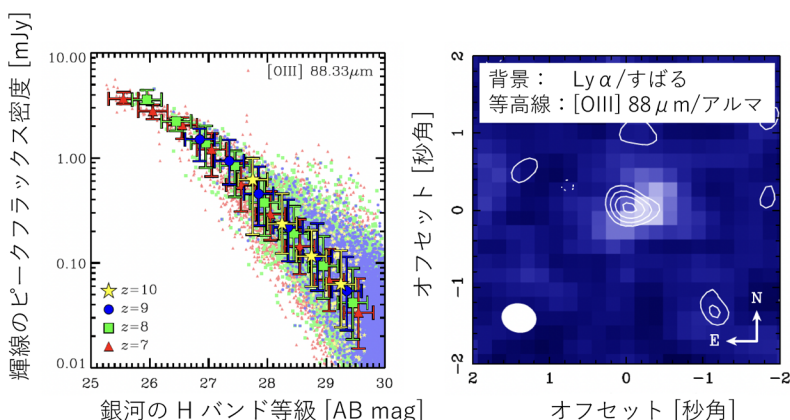 輝線のピークフラックス密度 [mJy]
10.00
1.00
0.10
0.01
[OIII] 88.33μm
z=10
z=9
z=8
z=7
25 26 27 28 29 30
銀河の H バンド等級 [AB mag]
オフセット [秒角]
2
1
0
−1
−2
背景： Lyα/すばる
等高線：[OIII] 88μm/アルマ
N
E
2 1 0 -1 -2
オフセット [秒角]